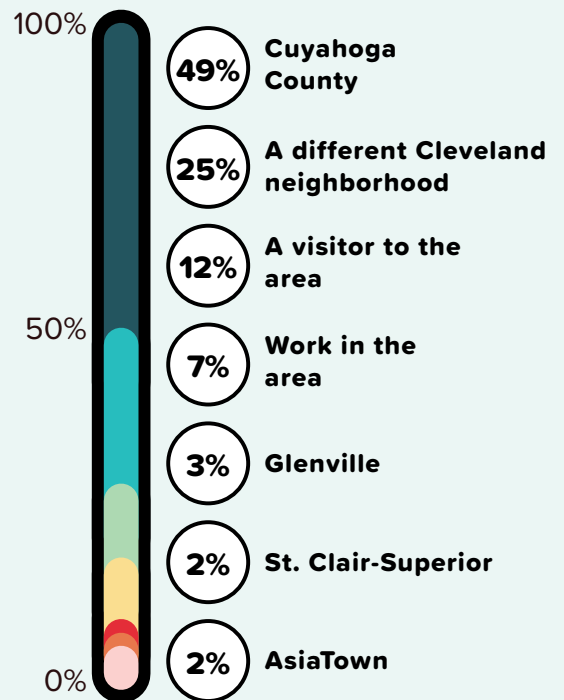 100%
49%
Cuyahoga
County
25%
A different Cleveland
neighborhood
12%
A visitor to the
area
50%
7%
Work in the
area
3%
Glenville
2%
St. Clair-Superior
2%
AsiaTown
0%